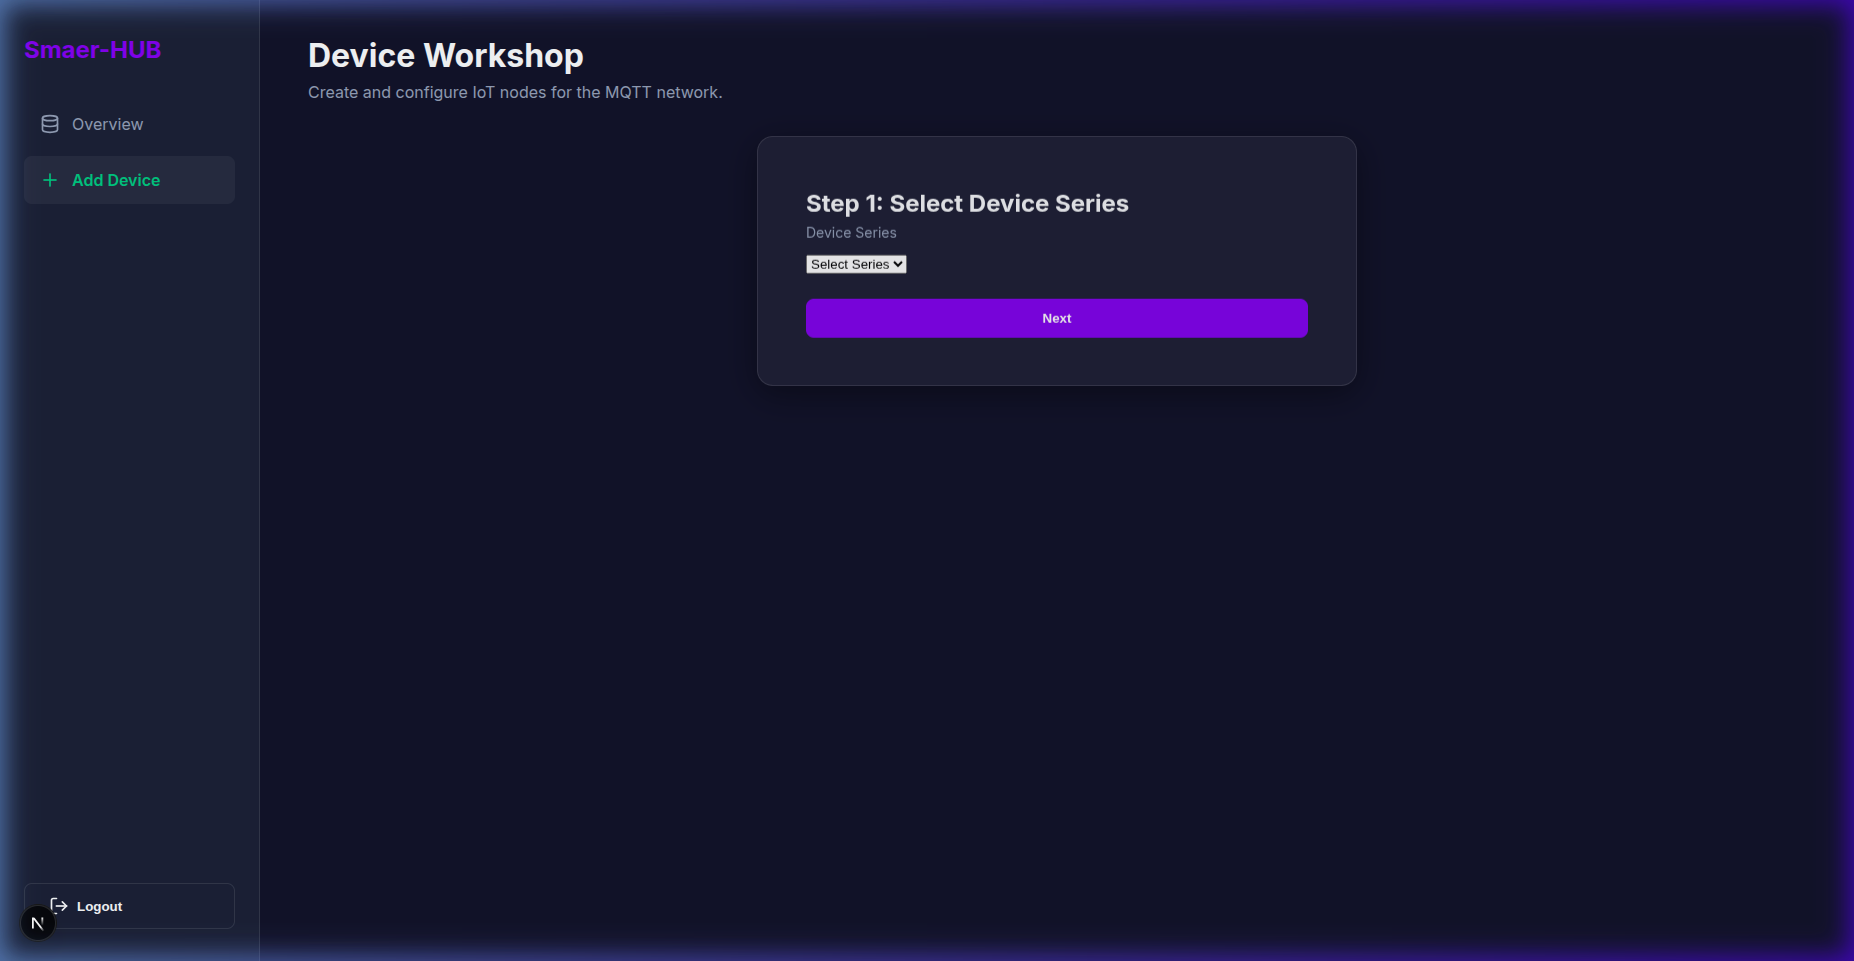 Smaer-HUB
Overview
Add Device
Logout
N
Device Workshop
Create and configure IoT nodes for the MQTT network.
Step 1: Select Device Series
Device Series
Select Series
Next